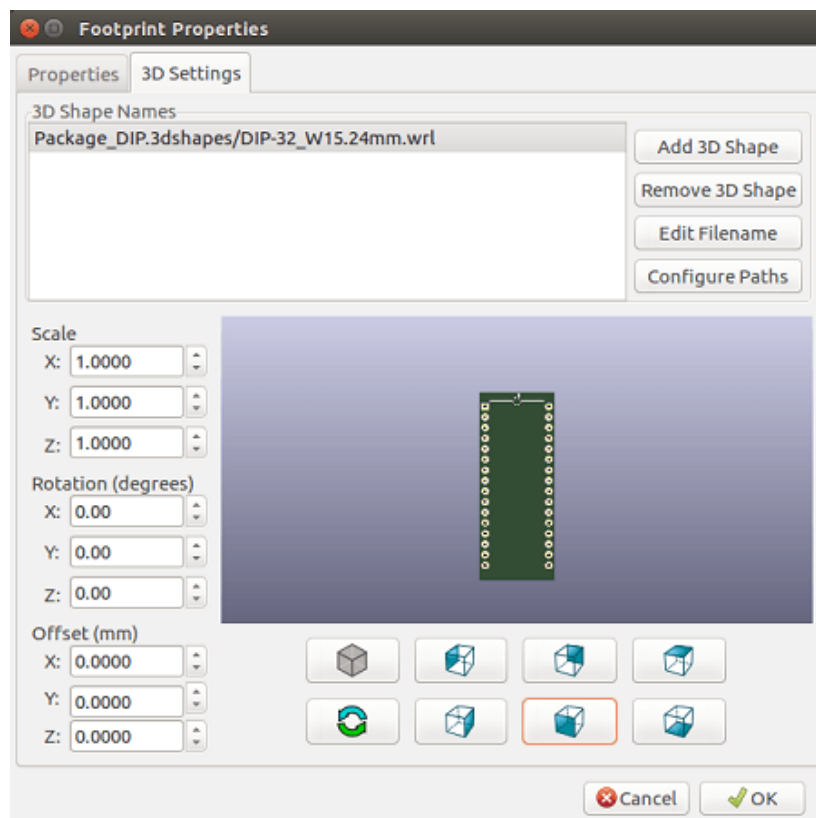 Footprint Properties
Properties
3D Settings
3D Shape Names
Package_DIP.3dshapes/DIP-32_W15.24mm.wrl
Add 3D Shape
Remove 3D Shape
Edit Filename
Configure Paths
Scale
X: 1.0000
Y: 1.0000
Z: 1.0000
Rotation (degrees)
X: 0.00
Y: 0.00
Z: 0.00
Offset (mm)
X: 0.0000
Y: 0.0000
Z: 0.0000
Cancel
OK